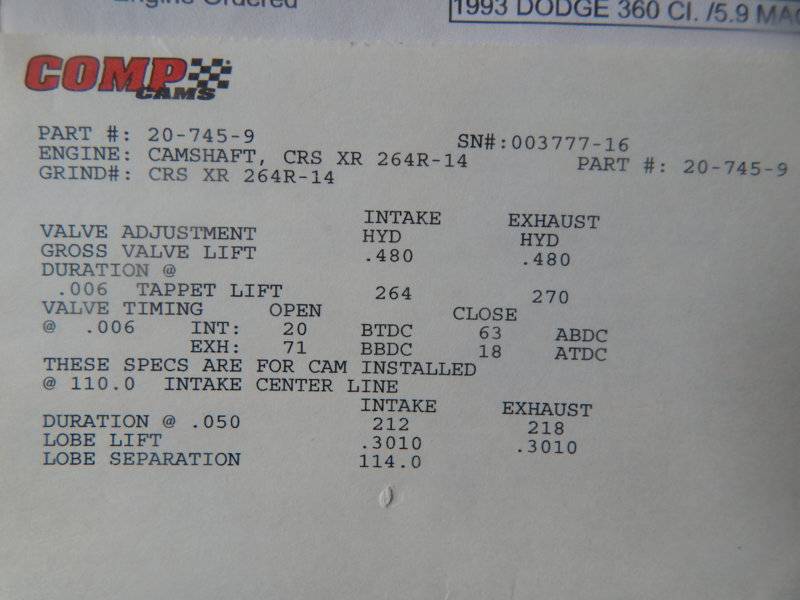 Engine Ordered
1993 DODGE 360 CI. /5.9 MAG
COMP
CAMS
PART #: 20-745-9 SN#:003777-16
ENGINE: CAMSHAFT, CRS XR 264R-14 PART #: 20-745-9
GRIND#: CRS XR 264R-14
INTAKE EXHAUST
VALVE ADJUSTMENT HYD HYD
GROSS VALVE LIFT .480 .480
DURATION @
.006 TAPPET LIFT 264 270
VALVE TIMING OPEN CLOSE
@ .006 INT: 20 BTDC 63 ABDC
EXH: 71 BBDC 18 ATDC
THESE SPECS ARE FOR CAM INSTALLED
@ 110.0 INTAKE CENTER LINE
INTAKE EXHAUST
DURATION @ .050 212 218
LOBE LIFT .3010 .3010
LOBE SEPARATION 114.0